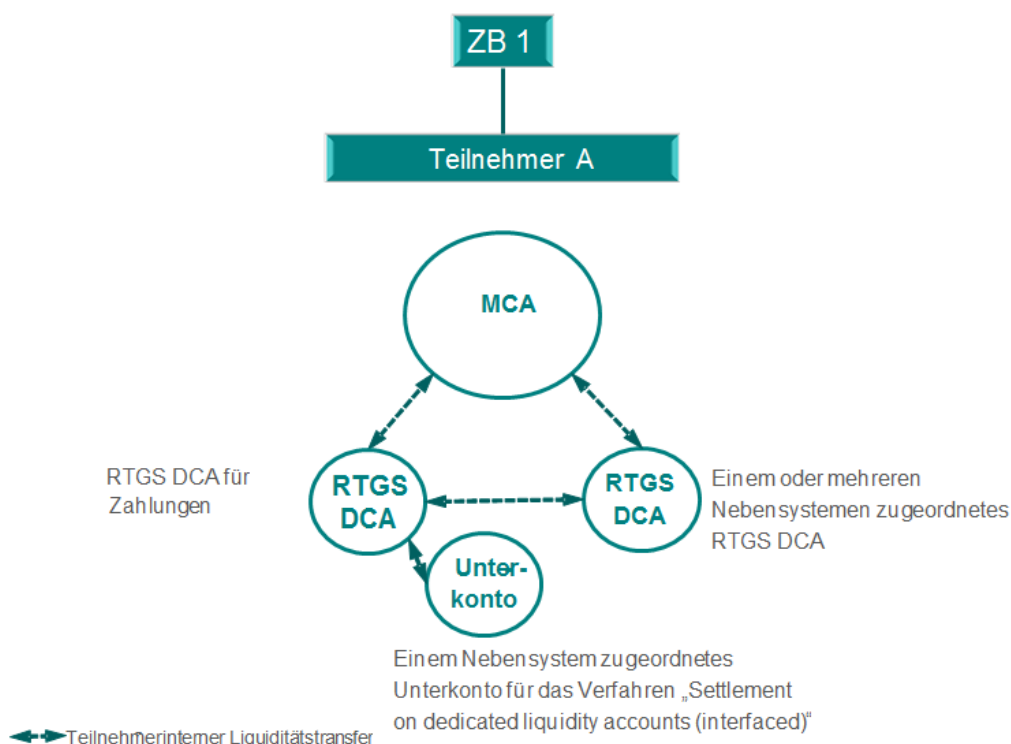 ZB 1
Teilnehmer A
MCA
RTGS DCA für
Zahlungen
RTGS
DCA
RTGS
DCA
Einem oder mehreren
Nebensystemen zugeordnetes
RTGS DCA
Unter-
konto
Einem Nebensystem zugeordnetes
Unterkonto für das Verfahren „Settlement
on dedicated liquidity accounts (interfaced)“
Teilnehmerinterner Liquiditätstransfer